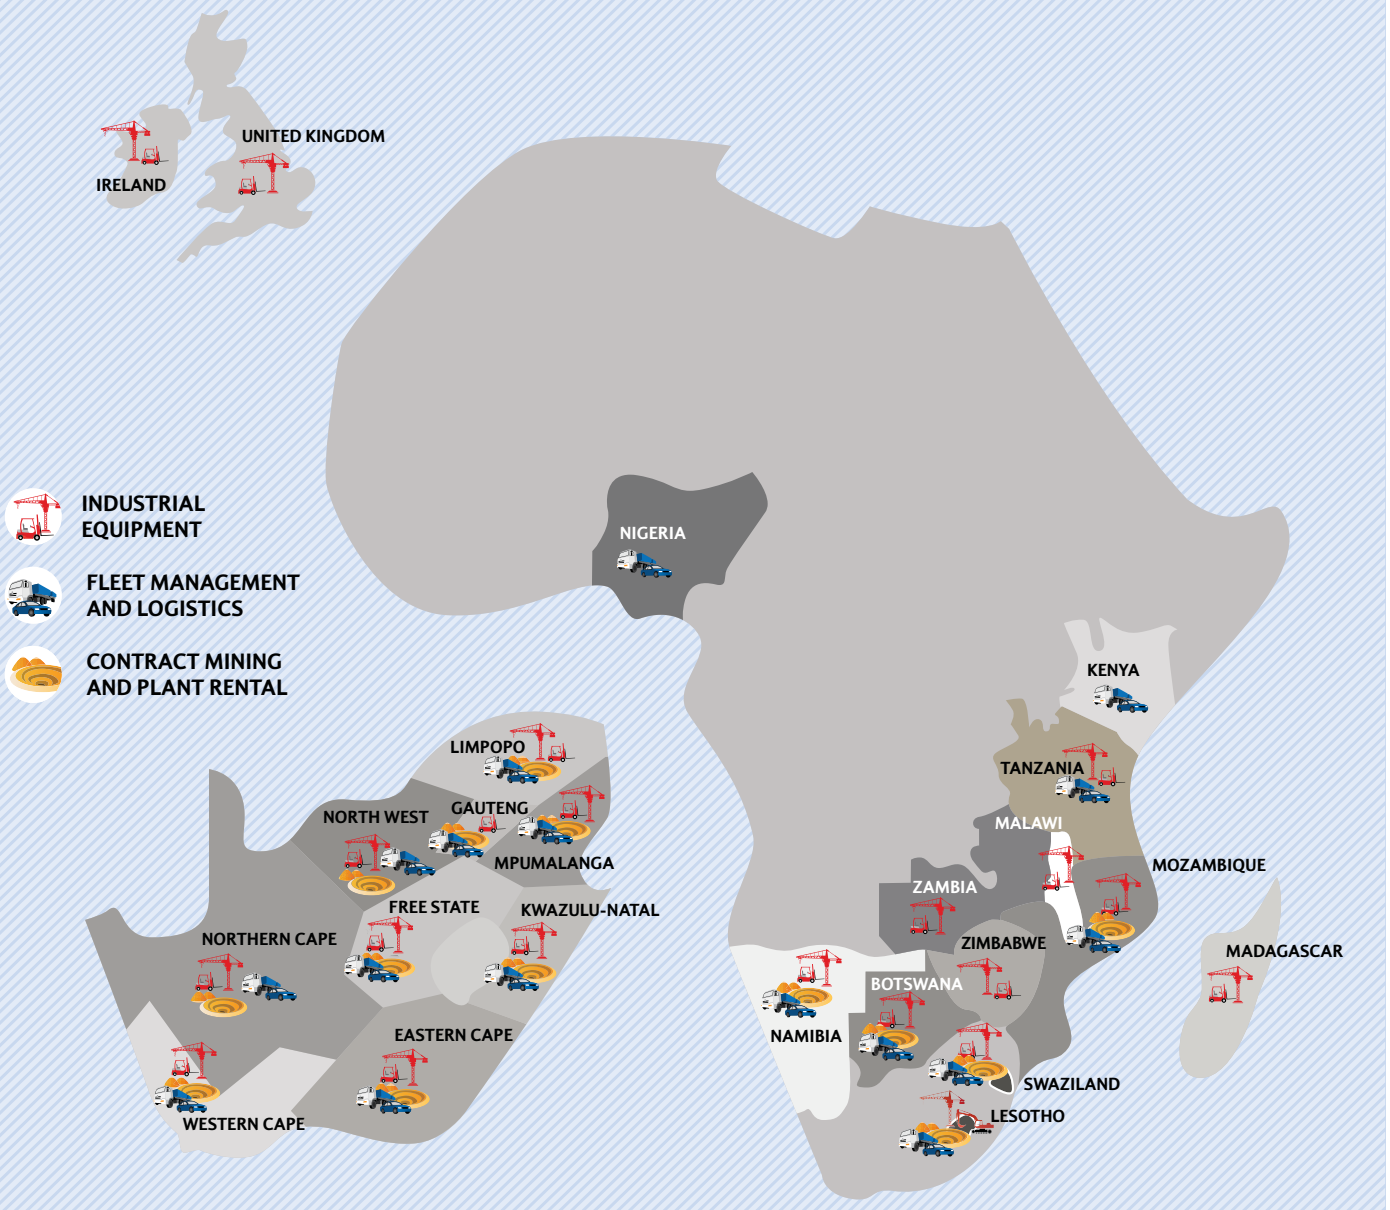 UNITED KINGDOM
IRELAND
INDUSTRIAL
EQUIPMENT
FLEET MANAGEMENT
AND LOGISTICS
CONTRACT MINING
AND PLANT RENTAL
NIGERIA
KENYA
TANZANIA
MALAWI
MOZAMBIQUE
ZAMBIA
ZIMBABWE
MADAGASCAR
BOTSWANA
NAMIBIA
SWAZILAND
LESOTHO
LIMPOPO
GAUTENG
NORTH WEST
MPUMALANGA
FREE STATE
KWAZULU-NATAL
NORTHERN CAPE
EASTERN CAPE
WESTERN CAPE